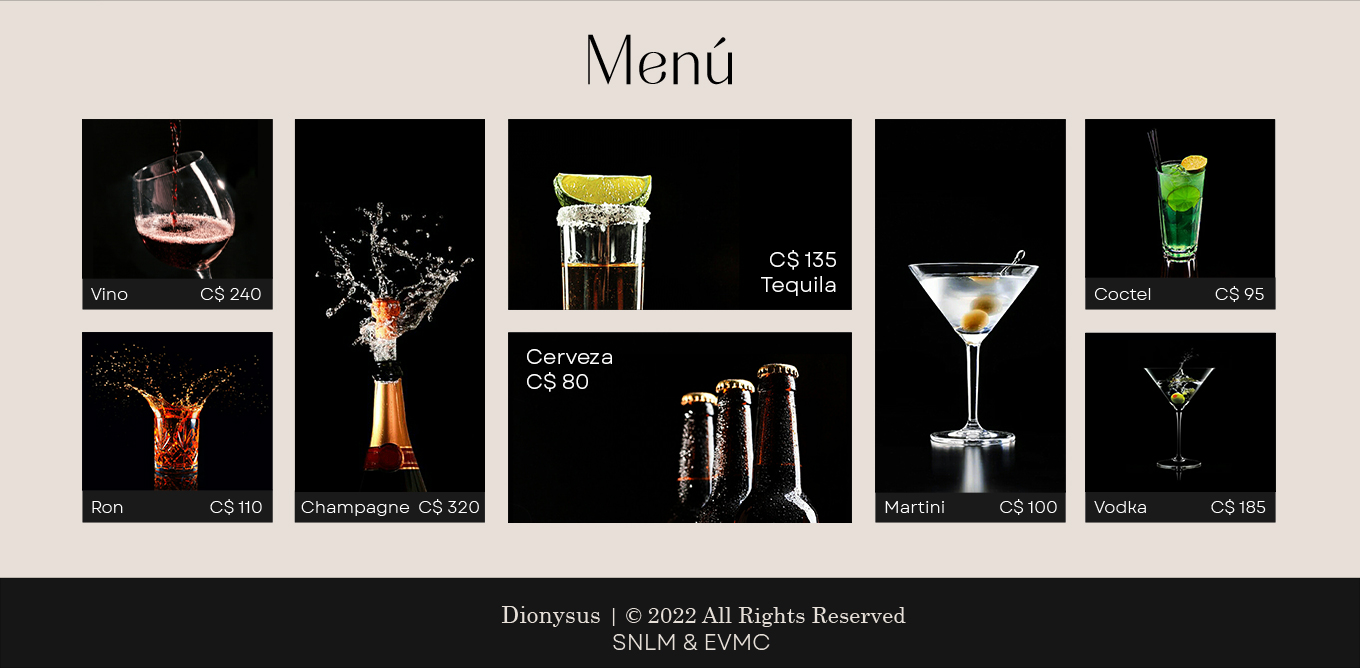 Menú
Vino C$ 240
Ron C$ 110
Champagne C$ 320
C$ 135
Tequila
Cerveza
C$ 80
Martini C$ 100
Coctel C$ 95
Vodka C$ 185
Dionysus | © 2022 All Rights Reserved
SNLM & EVMC